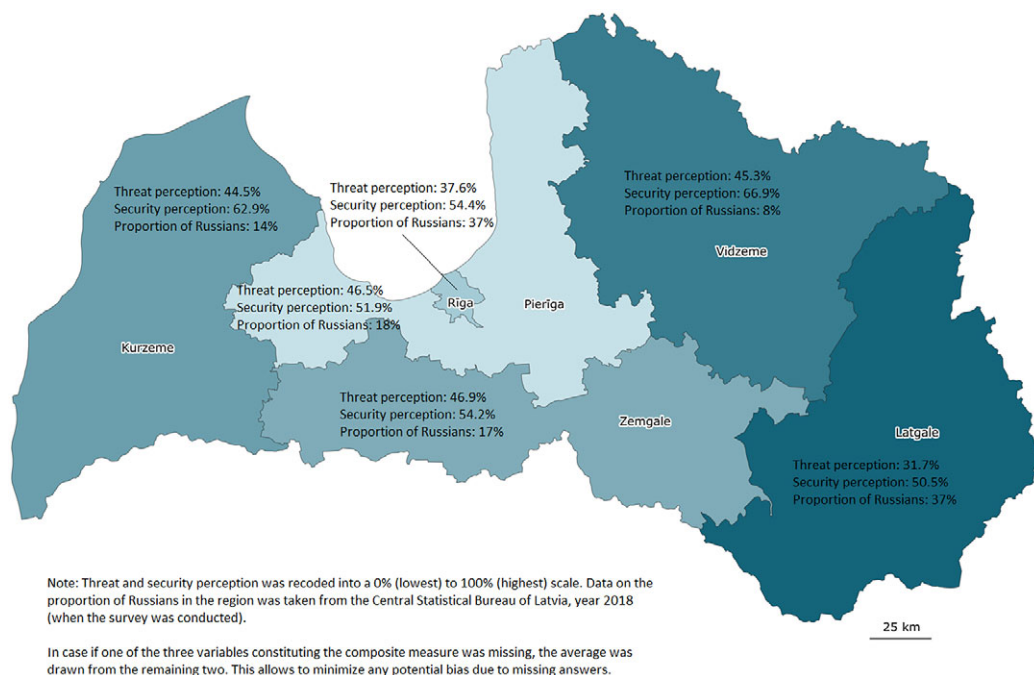 Threat perception: 44.5%
Security perception: 62.9%
Proportion of Russians: 14%
Kurzeme
Threat perception: 37.6%
Security perception: 54.4%
Proportion of Russians: 37%
Rīga
Threat perception: 46.5%
Security perception: 51.9%
Proportion of Russians: 18%
Pierīga
Threat perception: 45.3%
Security perception: 66.9%
Proportion of Russians: 8%
Vidzeme
Threat perception: 46.9%
Security perception: 54.2%
Proportion of Russians: 17%
Zemgale
Latgale
Threat perception: 31.7%
Security perception: 50.5%
Proportion of Russians: 37%
Note: Threat and security perception was recoded into a 0% (lowest) to 100% (highest) scale. Data on the
proportion of Russians in the region was taken from the Central Statistical Bureau of Latvia, year 2018
(when the survey was conducted).
In case if one of the three variables constituting the composite measure was missing, the average was
drawn from the remaining two. This allows to minimize any potential bias due to missing answers.
25 km